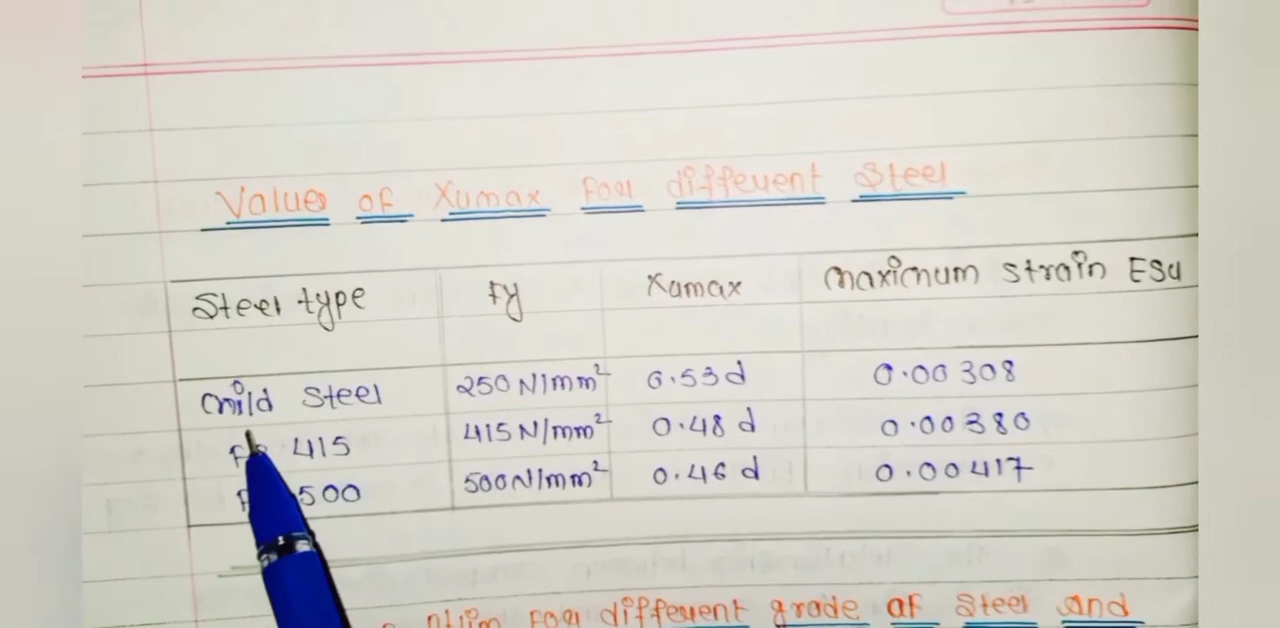 Values of Xumax For different Steel
Steel type Fy Xumax Maximum strain ESu
Mild Steel 250 N/mm² 0.53 d 0.00308
415 415 N/mm² 0.48 d 0.00380
500 500 N/mm² 0.46 d 0.00417
For different grade of Steel and